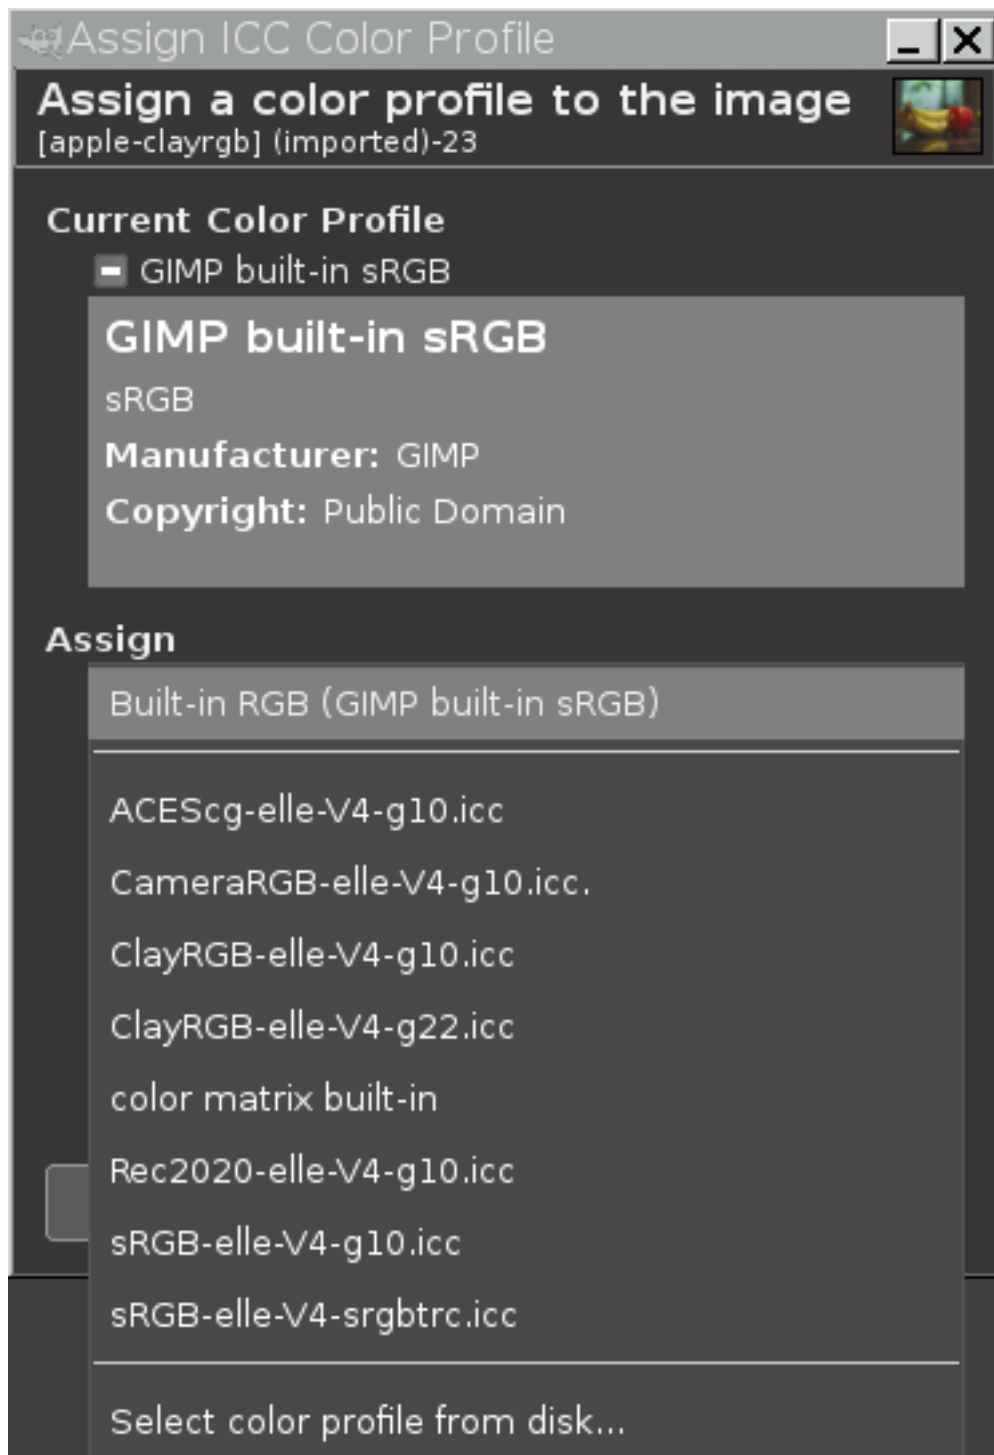 Assign ICC Color Profile
Assign a color profile to the image
[apple-clayrgb] (imported)-23
Current Color Profile
GIMP built-in sRGB
GIMP built-in sRGB
sRGB
Manufacturer: GIMP
Copyright: Public Domain
Assign
Built-in RGB (GIMP built-in sRGB)
ACEScg-elle-V4-g10.icc
CameraRGB-elle-V4-g10.icc.
ClayRGB-elle-V4-g10.icc
ClayRGB-elle-V4-g22.icc
color matrix built-in
Rec2020-elle-V4-g10.icc
sRGB-elle-V4-g10.icc
sRGB-elle-V4-srgbtrc.icc
Select color profile from disk...